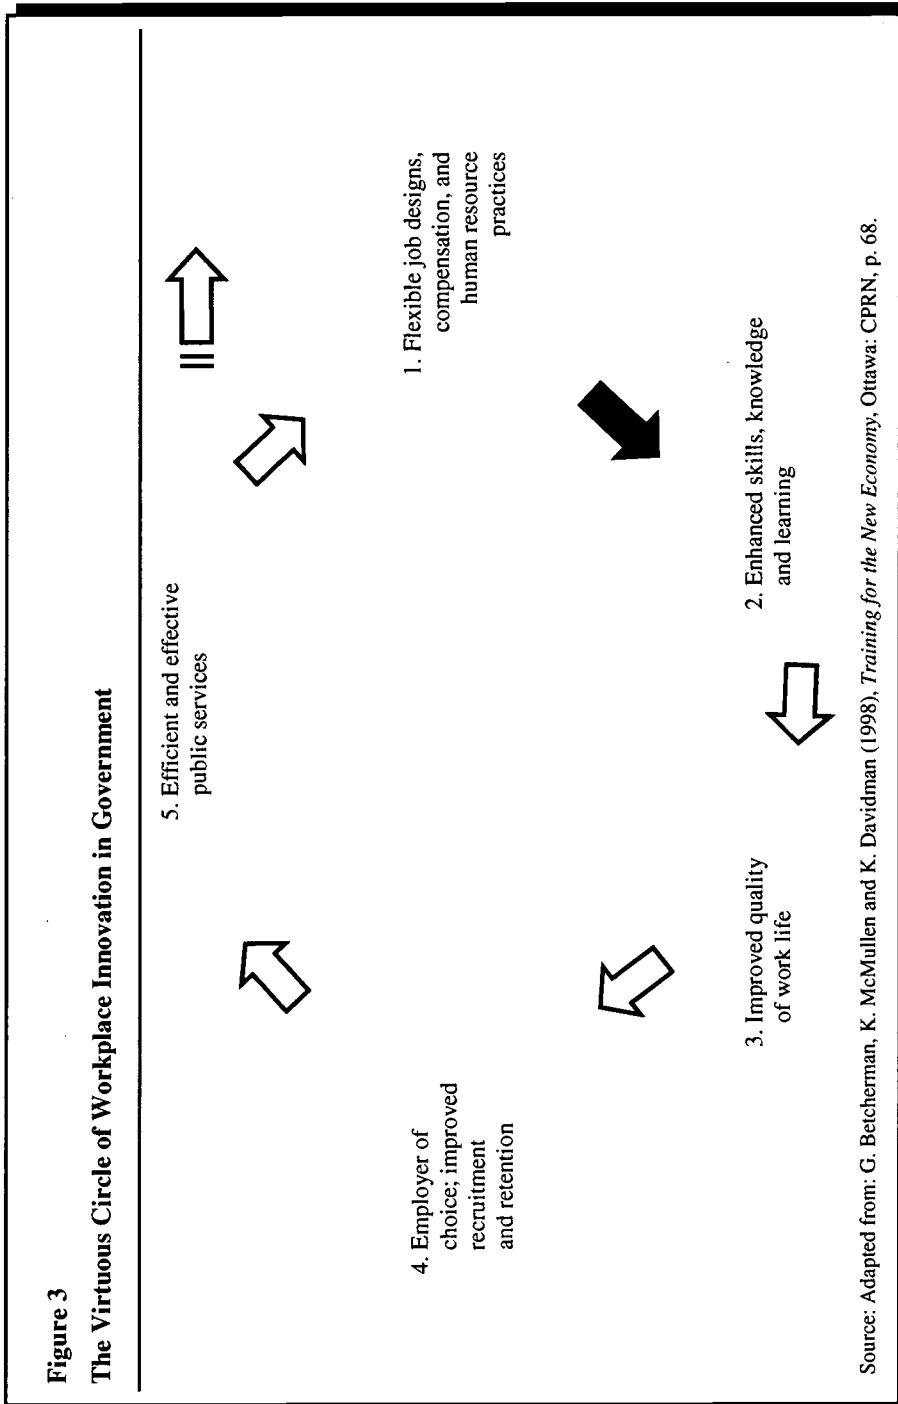 Figure 3
The Virtuous Circle of Workplace Innovation in Government
5. Efficient and effective
public services
1. Flexible job designs,
compensation, and
human resource
practices
2. Enhanced skills, knowledge
and learning
3. Improved quality
of work life
4. Employer of
choice; improved
recruitment
and retention
Source: Adapted from: G. Betcherman, K. McMullen and K. Davidman (1998), Training for the New Economy, Ottawa: CPRN, p. 68.